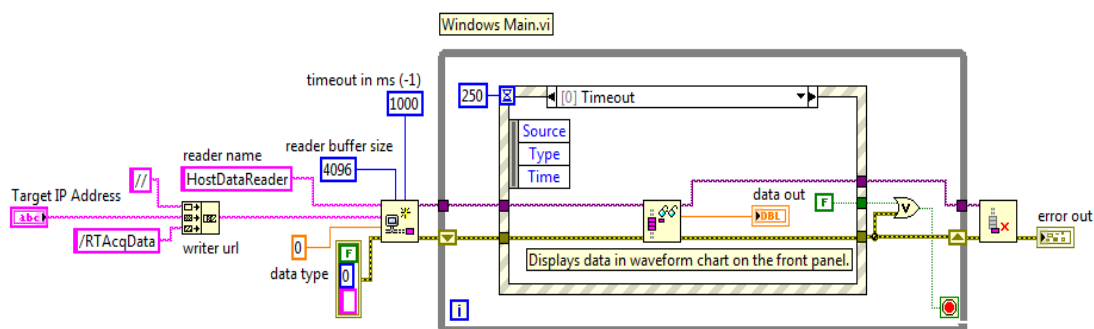 Windows Main.vi
timeout in ms (-1)
1000
250
[0] Timeout
Source
Type
Time
reader buffer size
4096
reader name
HostDataReader
//
Target IP Address
abc
/RTAcqData
writer url
0
data type
F
0
data out
DBL
F
V
error out
Displays data in waveform chart on the front panel.
i